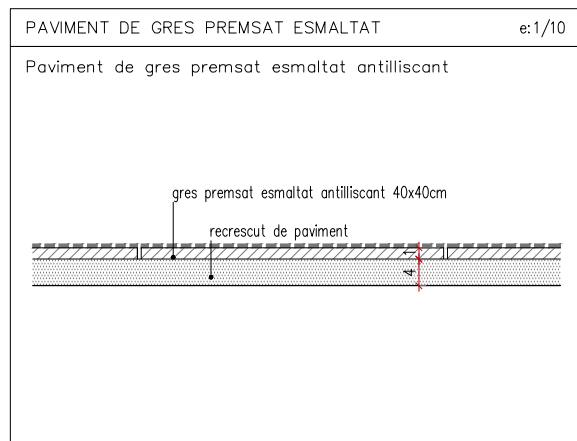 PAVIMENT DE GRES PREMSAT ESMALTAT e:1/10
Paviment de gres premsat esmaltat antilliscant
gres premsat esmaltat antilliscant 40x40cm
recrescut de paviment
1
4